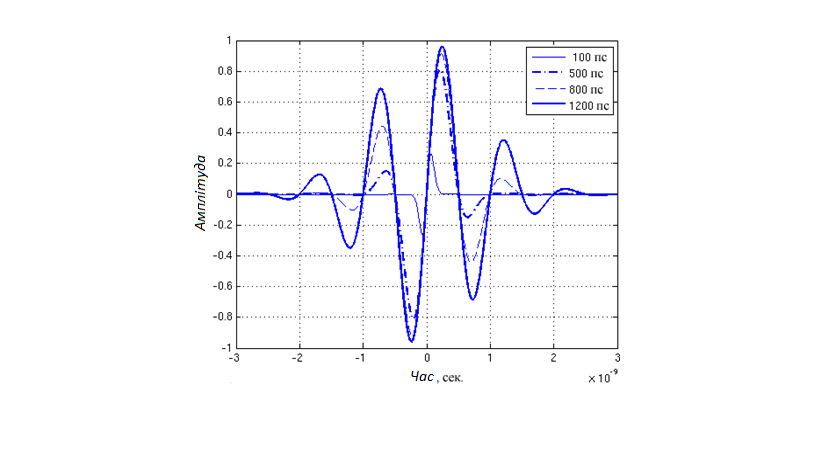 1
0.8
0.6
0.4
0.2
0
-0.2
-0.4
-0.6
-0.8
-1
Амплітуда
100 пс
500 пс
800 пс
1200 пс
-3 -2 -1 0 1 2 3
Час , сек.
×10⁻⁹